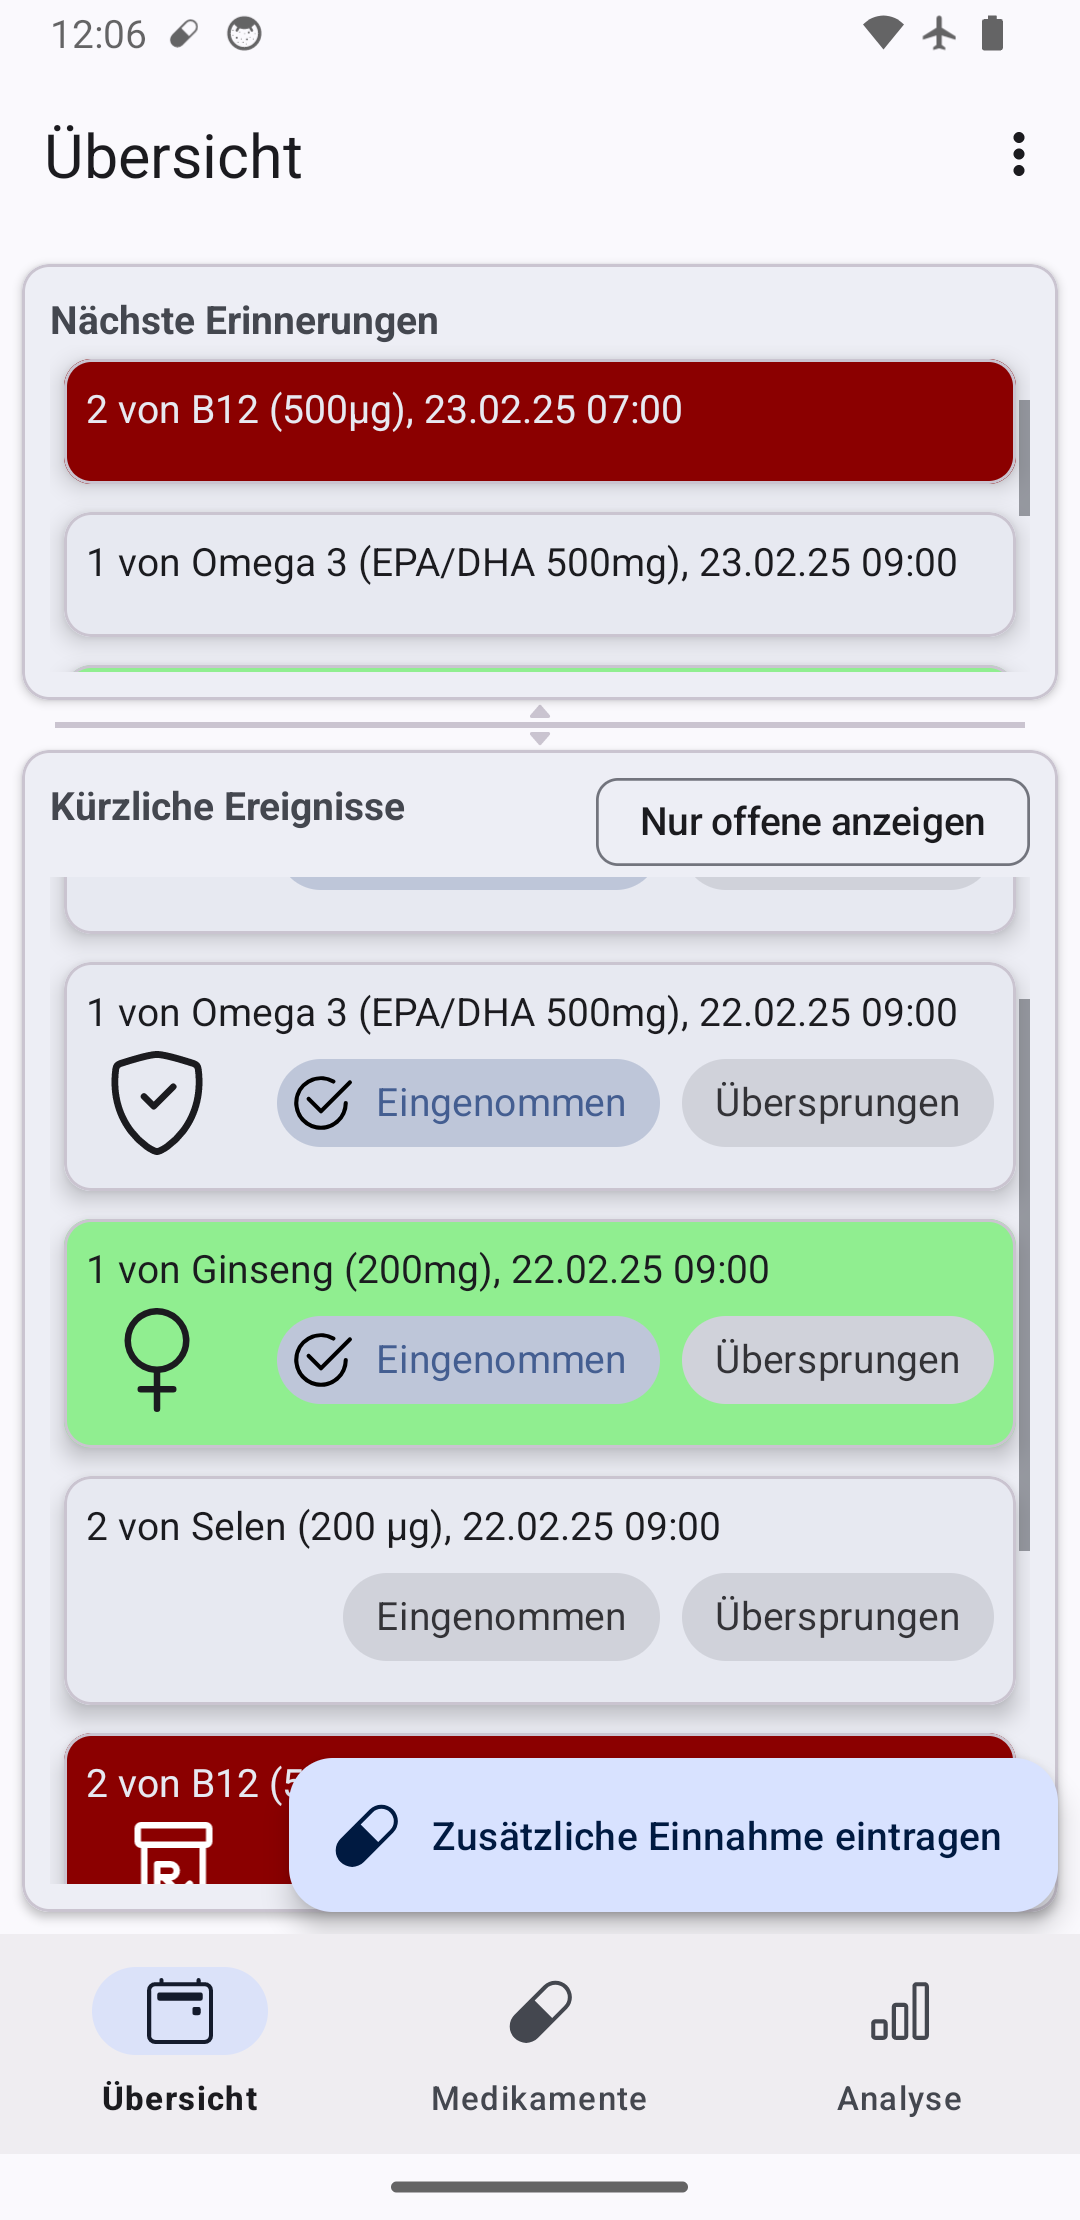 12:06
Übersicht
Nächste Erinnerungen
2 von B12 (500µg), 23.02.25 07:00
1 von Omega 3 (EPA/DHA 500mg), 23.02.25 09:00
Kürzliche Ereignisse
Nur offene anzeigen
1 von Omega 3 (EPA/DHA 500mg), 22.02.25 09:00
Eingenommen Übersprungen
1 von Ginseng (200mg), 22.02.25 09:00
Eingenommen Übersprungen
2 von Selen (200 µg), 22.02.25 09:00
Eingenommen Übersprungen
2 von B12 (5
Zusätzliche Einnahme eintragen
Übersicht Medikamente Analyse